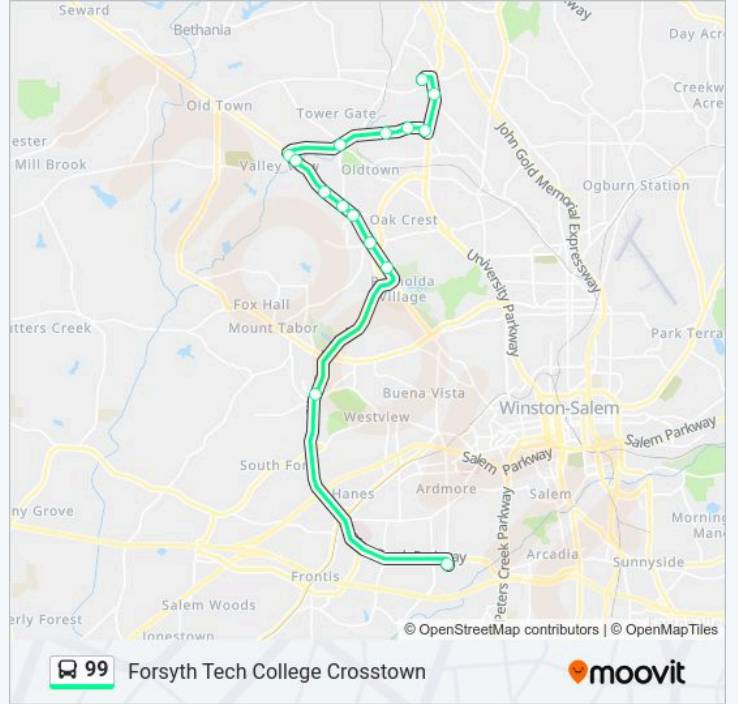 Seward
Bethania
Day Acre
Creekw
Acre
Old Town
Tower Gate
ester
Mill Brook
Valley
Oldtown
John Gold Memorial Expressway
Ogburn Station
Oak Crest
University Parkway
Village
Fox Hall
Mount Tabor
utters Creek
Park Terra
Buena Vista
Winston-Salem
Westview
Salem Parkway
Salem Parkway
South For
Hanes
Ardmore
Salem
ny Grove
Peters Creek Parkway
Morning
Man
Arcadia
Sunnyside
Frontis
Salem Woods
erly Forest
Jonestown
© OpenStreetMap contributors | © OpenMapTiles
99 Forsyth Tech College Crosstown
moovit